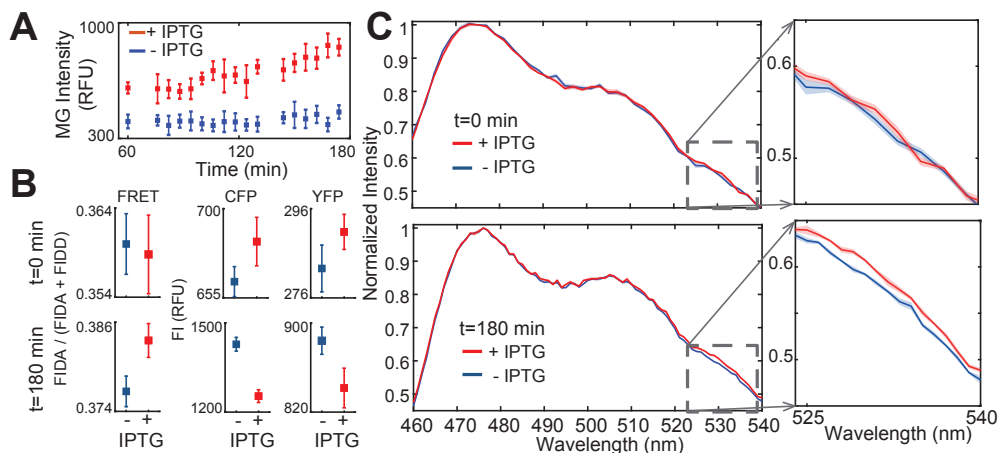 A
1000
+ IPTG
- IPTG
MG Intensity
(RFU)
300
60
120
180
Time (min)
B
FRET
CFP
YFP
t=0 min
t=180 min
FIDA / (FIDA + FIDD)
0.364
0.354
0.386
0.374
FI (RFU)
700
655
1500
1200
296
276
900
820
- +
IPTG
- +
IPTG
- +
IPTG
C
Normalized Intensity
1
0.9
0.8
0.7
0.6
0.5
t=0 min
+ IPTG
- IPTG
1
0.9
0.8
0.7
0.6
0.5
t=180 min
+ IPTG
- IPTG
460 470 480 490 500 510 520 530 540
Wavelength (nm)
0.6
0.5
0.6
0.5
525
540
Wavelength (nm)